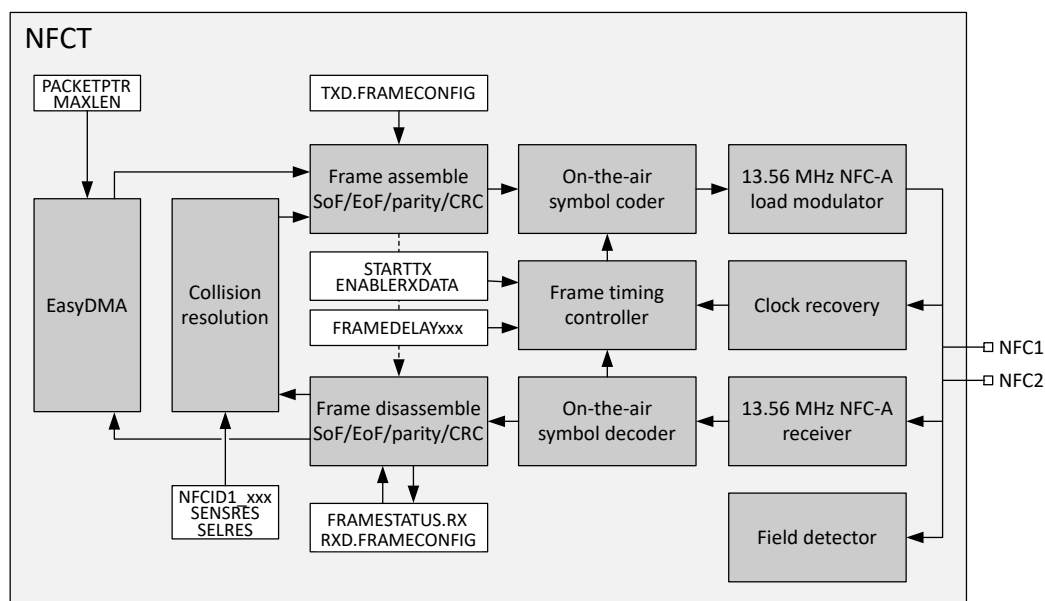 NFCT
PACKETPTR
MAXLEN
TXD.FRAMECONFIG
Frame assemble
SoF/EoF/parity/CRC
On-the-air
symbol coder
13.56 MHz NFC-A
load modulator
EasyDMA
Collision
resolution
STARTTX
ENABLERXDATA
Frame timing
controller
Clock recovery
FRAMEDELAYxxx
NFC1
NFC2
Frame disassemble
SoF/EoF/parity/CRC
On-the-air
symbol decoder
13.56 MHz NFC-A
receiver
NFCID1_xxx
SENSRES
SELRES
FRAMESTATUS.RX
RXD.FRAMECONFIG
Field detector